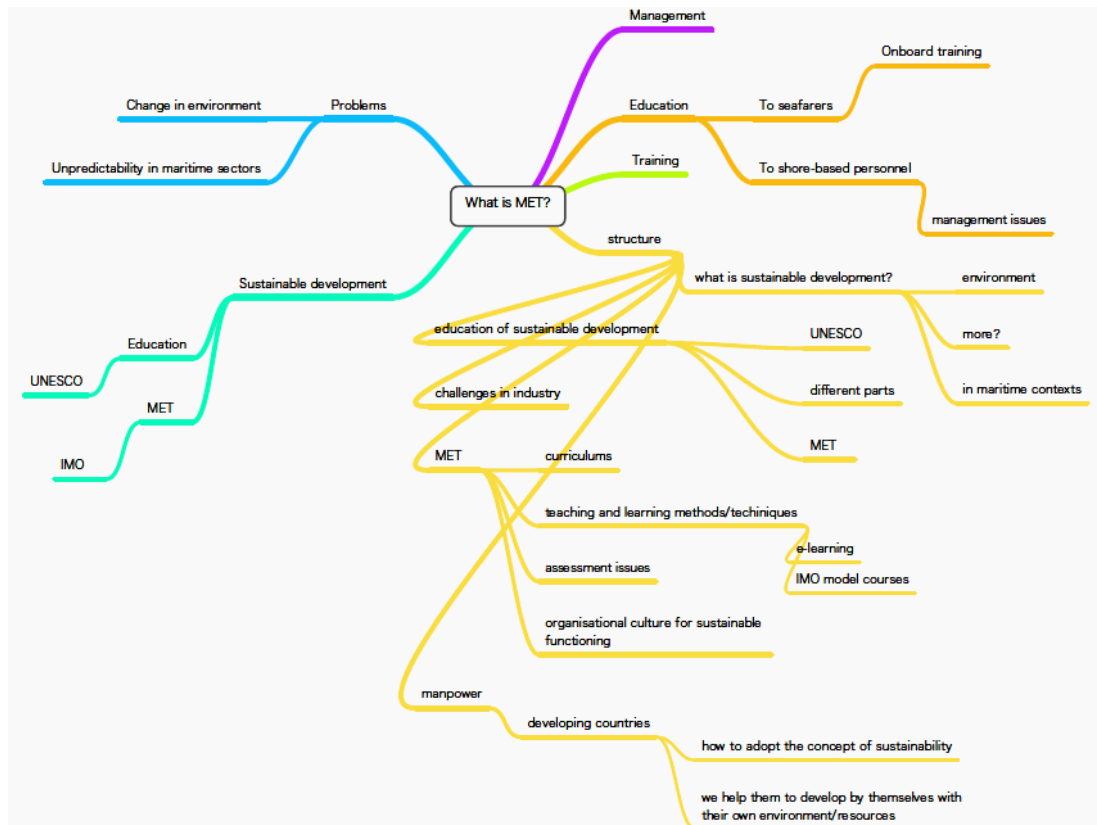 Management
Onboard training
Change in environment
Problems
Education
To seafarers
Unpredictability in maritime sectors
Training
To shore-based personnel
What is MET?
management issues
structure
Sustainable development
what is sustainable development?
environment
education of sustainable development
UNESCO
more?
Education
UNESCO
challenges in industry
different parts
in maritime contexts
MET
IMO
MET
curriculums
MET
teaching and learning methods/techiniques
e-learning
assessment issues
IMO model courses
organisational culture for sustainable
functioning
manpower
developing countries
how to adopt the concept of sustainability
we help them to develop by themselves with
their own environment/resources